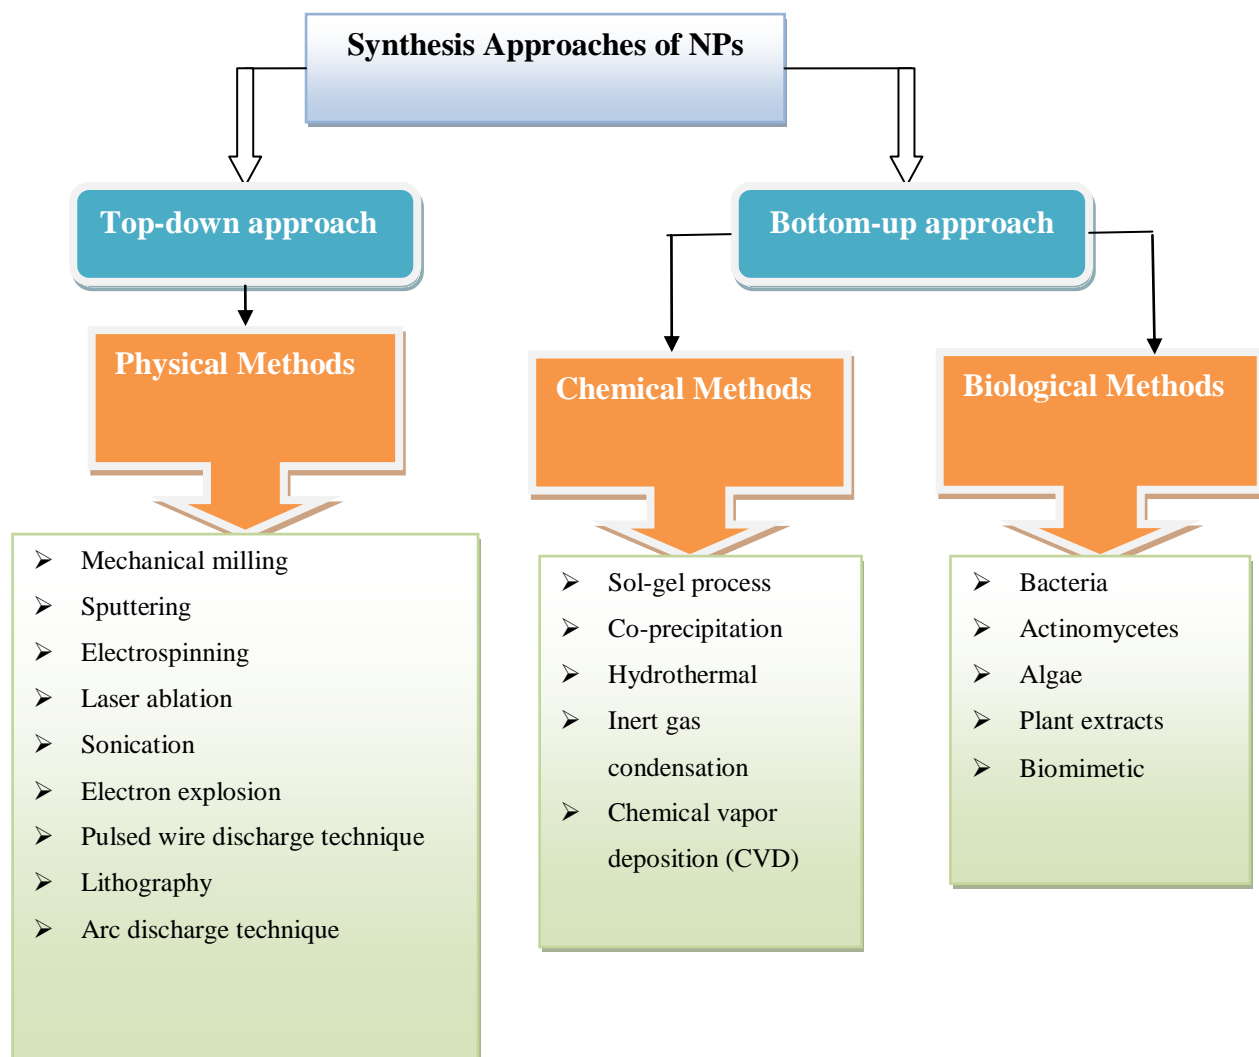 Synthesis Approaches of NPs
Top-down approach
Bottom-up approach
Physical Methods
Chemical Methods
Biological Methods
Mechanical milling
Sputtering
Electrospinning
Laser ablation
Sonication
Electron explosion
Pulsed wire discharge technique
Lithography
Arc discharge technique
Sol-gel process
Co-precipitation
Hydrothermal
Inert gas
condensation
Chemical vapor
deposition (CVD)
Bacteria
Actinomycetes
Algae
Plant extracts
Biomimetic